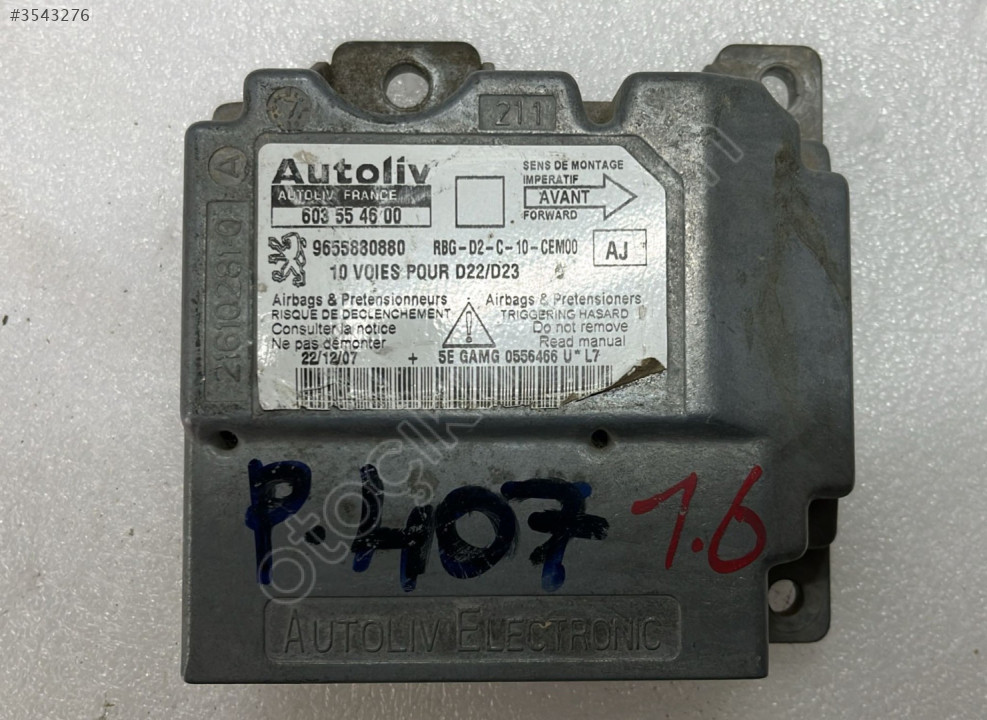 #3543276
7
211
A
216102610
Autoliv
AUTOLIV FRANCE
603 55 46 00
SENS DE MONTAGE
IMPERATIF
AVANT
FORWARD
9655880880 RBG-D2-C-10-CEM00 AJ
10 VOIES POUR D22/D23
Airbags & Pretensionneurs
RISQUE DE DECLENCHEMENT
Consulter la notice
Ne pas démonter
Airbags & Pretensioners
TRIGGERING HASARD
Do not remove
Read manual
22/12/07 + 5E GAMG 0556466 U* L7
P.407 1.6
AUTOLIV ELECTRONIC